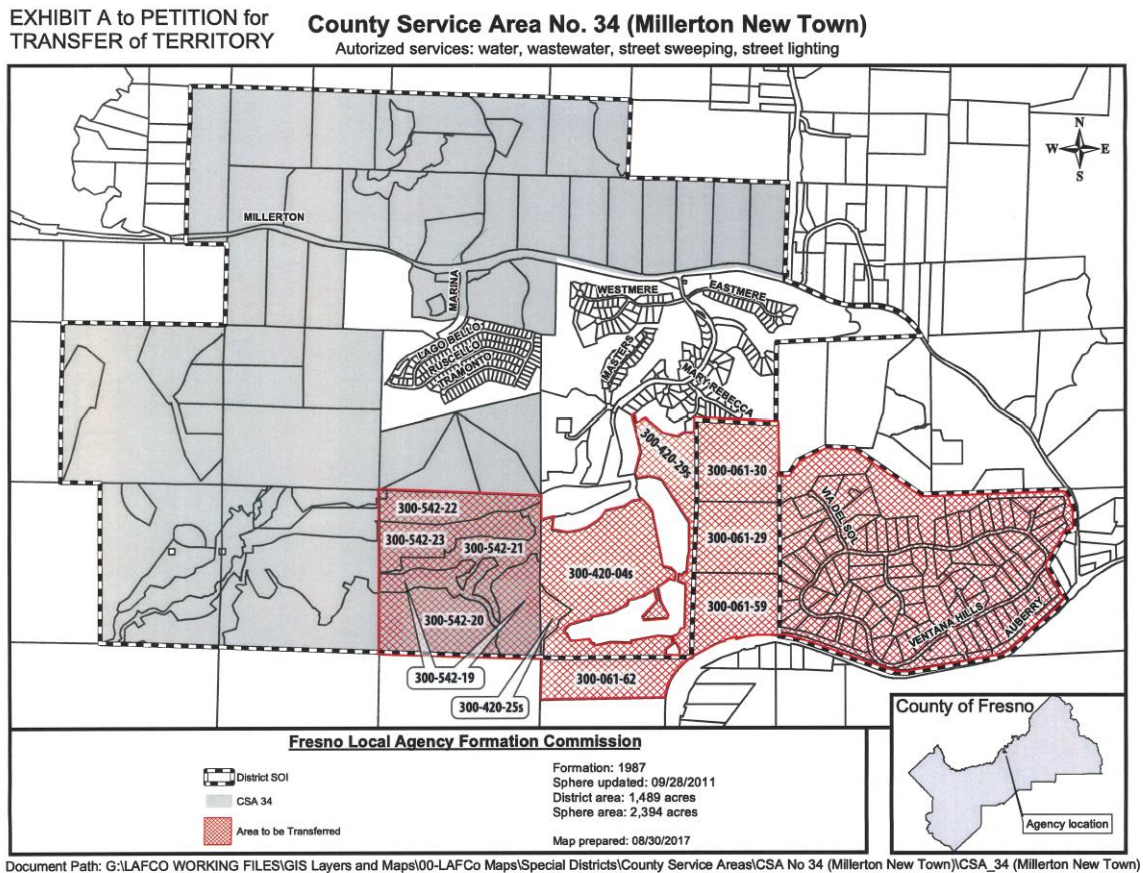 EXHIBIT A to PETITION for
TRANSFER of TERRITORY
County Service Area No. 34 (Millerton New Town)
Autorized services: water, wastewater, street sweeping, street lighting
N
W E
S
MILLERTON
MARINA
WESTMERE
EASTMERE
LAGO BELLO
RUSCELLO
TRAMONTO
MASTERS
MARY REBECCA
300-420-29s
300-061-30
300-542-22
300-542-23
300-542-21
300-061-29
VIA DEL SOL
300-420-04s
300-061-59
300-542-20
VENTANA HILLS
AUBERRY
300-542-19
300-061-62
300-420-25s
County of Fresno
Agency location
Fresno Local Agency Formation Commission
District SOI
CSA 34
Area to be Transferred
Formation: 1987
Sphere updated: 09/28/2011
District area: 1,489 acres
Sphere area: 2,394 acres
Map prepared: 08/30/2017
Document Path: G:\LAFCO WORKING FILES\GIS Layers and Maps\00-LAFCo Maps\Special Districts\County Service Areas\CSA No 34 (Millerton New Town)\CSA_34 (Millerton New Town)